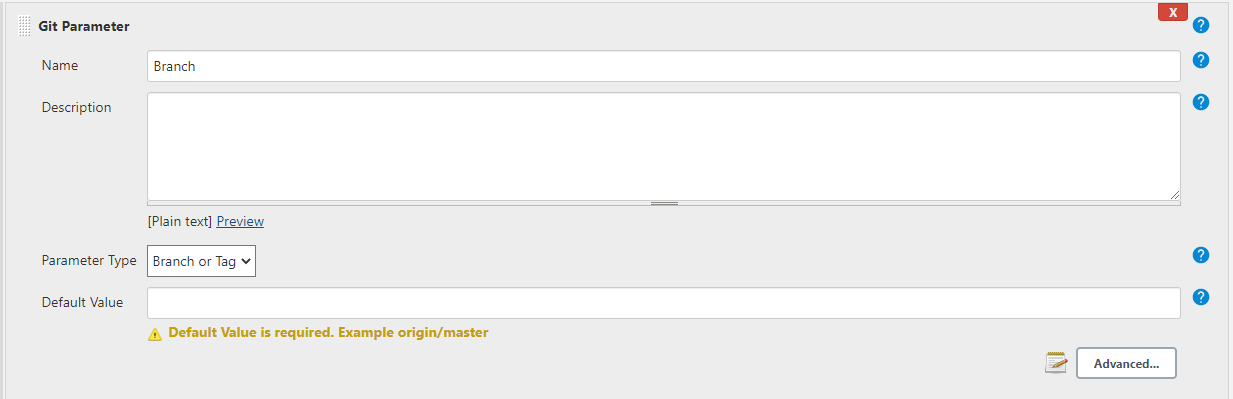 Git Parameter
X
?
Name
Branch
?
Description
?
[Plain text] Preview
Parameter Type
Branch or Tag
?
Default Value
?
Default Value is required. Example origin/master
Advanced...